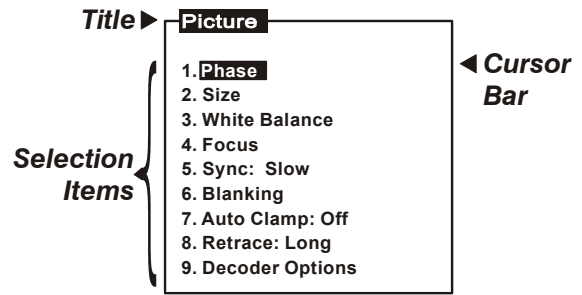 Title
Picture
1. Phase
Cursor
Bar
2. Size
3. White Balance
4. Focus
Selection
Items
5. Sync: Slow
6. Blanking
7. Auto Clamp: Off
8. Retrace: Long
9. Decoder Options